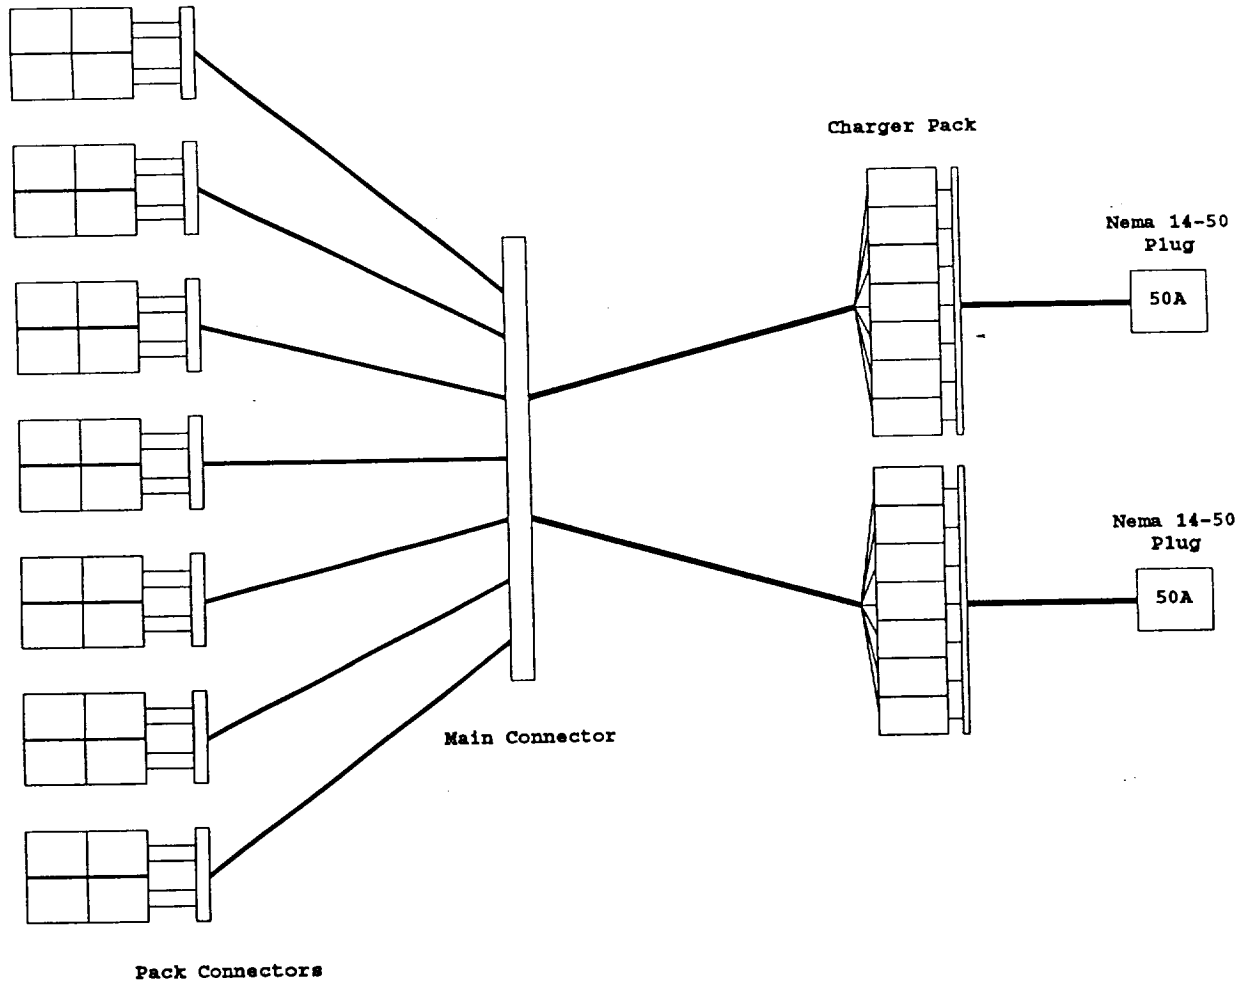 Charger Pack
Nema 14-50
Plug
50A
Nema 14-50
Plug
50A
Main Connector
Pack Connectors